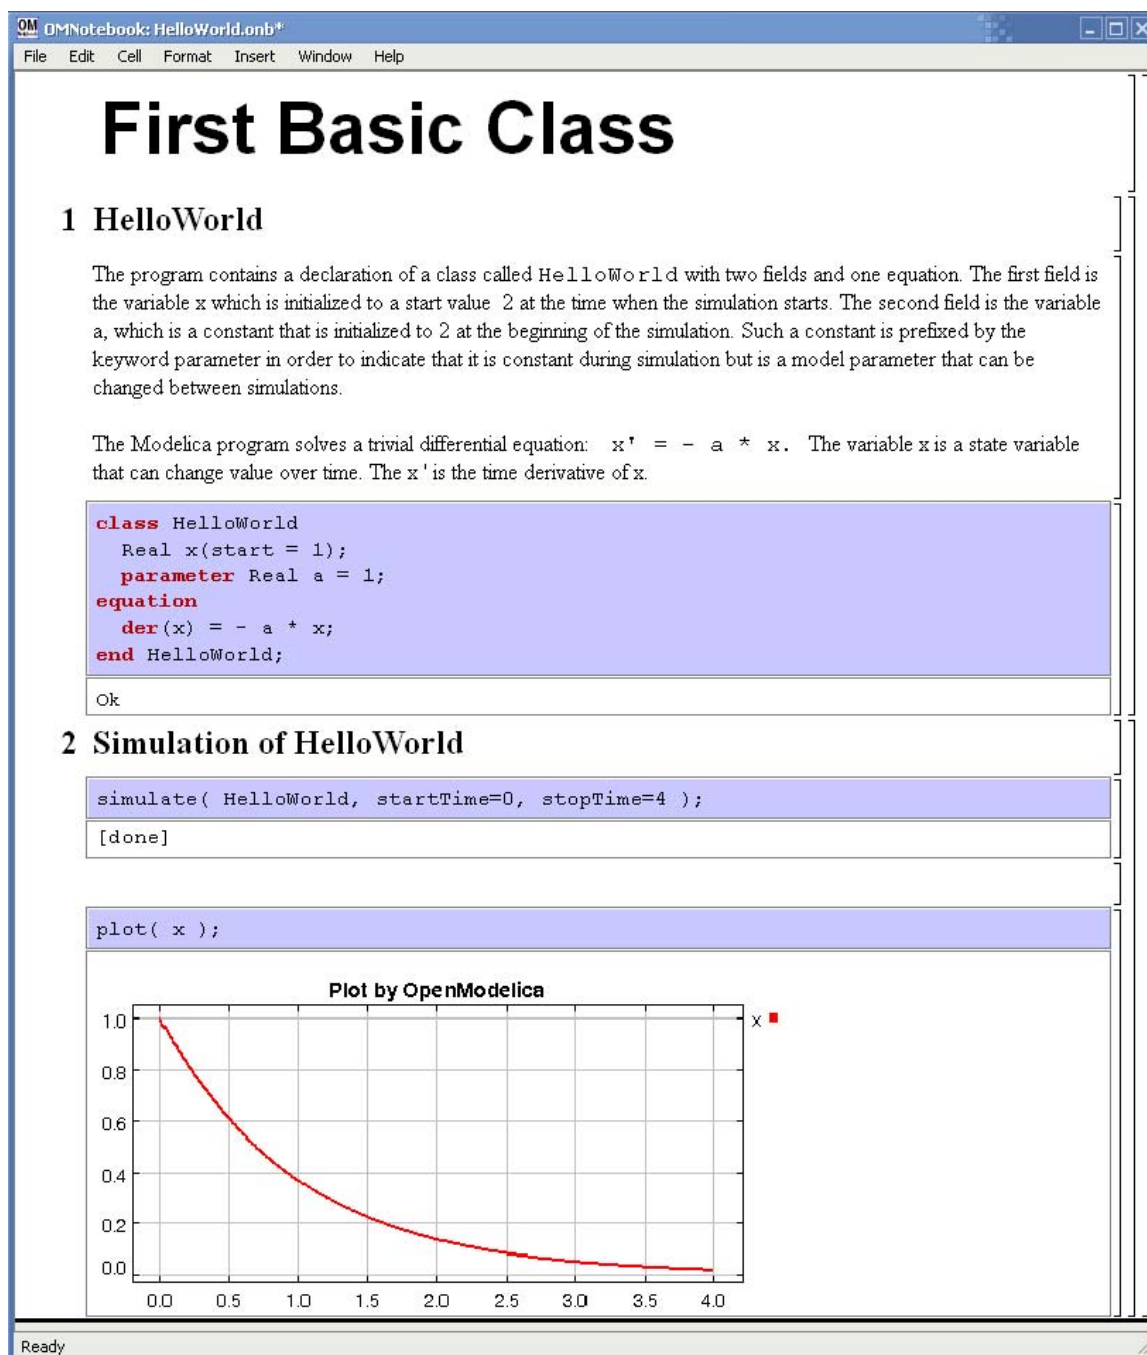 OM OMNotebook: HelloWorld.onb*
File Edit Cell Format Insert Window Help
First Basic Class
1 HelloWorld
The program contains a declaration of a class called HelloWorld with two fields and one equation. The first field is
the variable x which is initialized to a start value 2 at the time when the simulation starts. The second field is the variable
a, which is a constant that is initialized to 2 at the beginning of the simulation. Such a constant is prefixed by the
keyword parameter in order to indicate that it is constant during simulation but is a model parameter that can be
changed between simulations.
The Modelica program solves a trivial differential equation: x' = - a * x. The variable x is a state variable
that can change value over time. The x ' is the time derivative of x.
class HelloWorld
Real x(start = 1);
parameter Real a = 1;
equation
der(x) = - a * x;
end HelloWorld;
Ok
2 Simulation of HelloWorld
simulate( HelloWorld, startTime=0, stopTime=4 );
[done]
plot( x );
Plot by OpenModelica
1.0
x
0.8
0.6
0.4
0.2
0.0
0.0 0.5 1.0 1.5 2.0 2.5 3.0 3.5 4.0
Ready